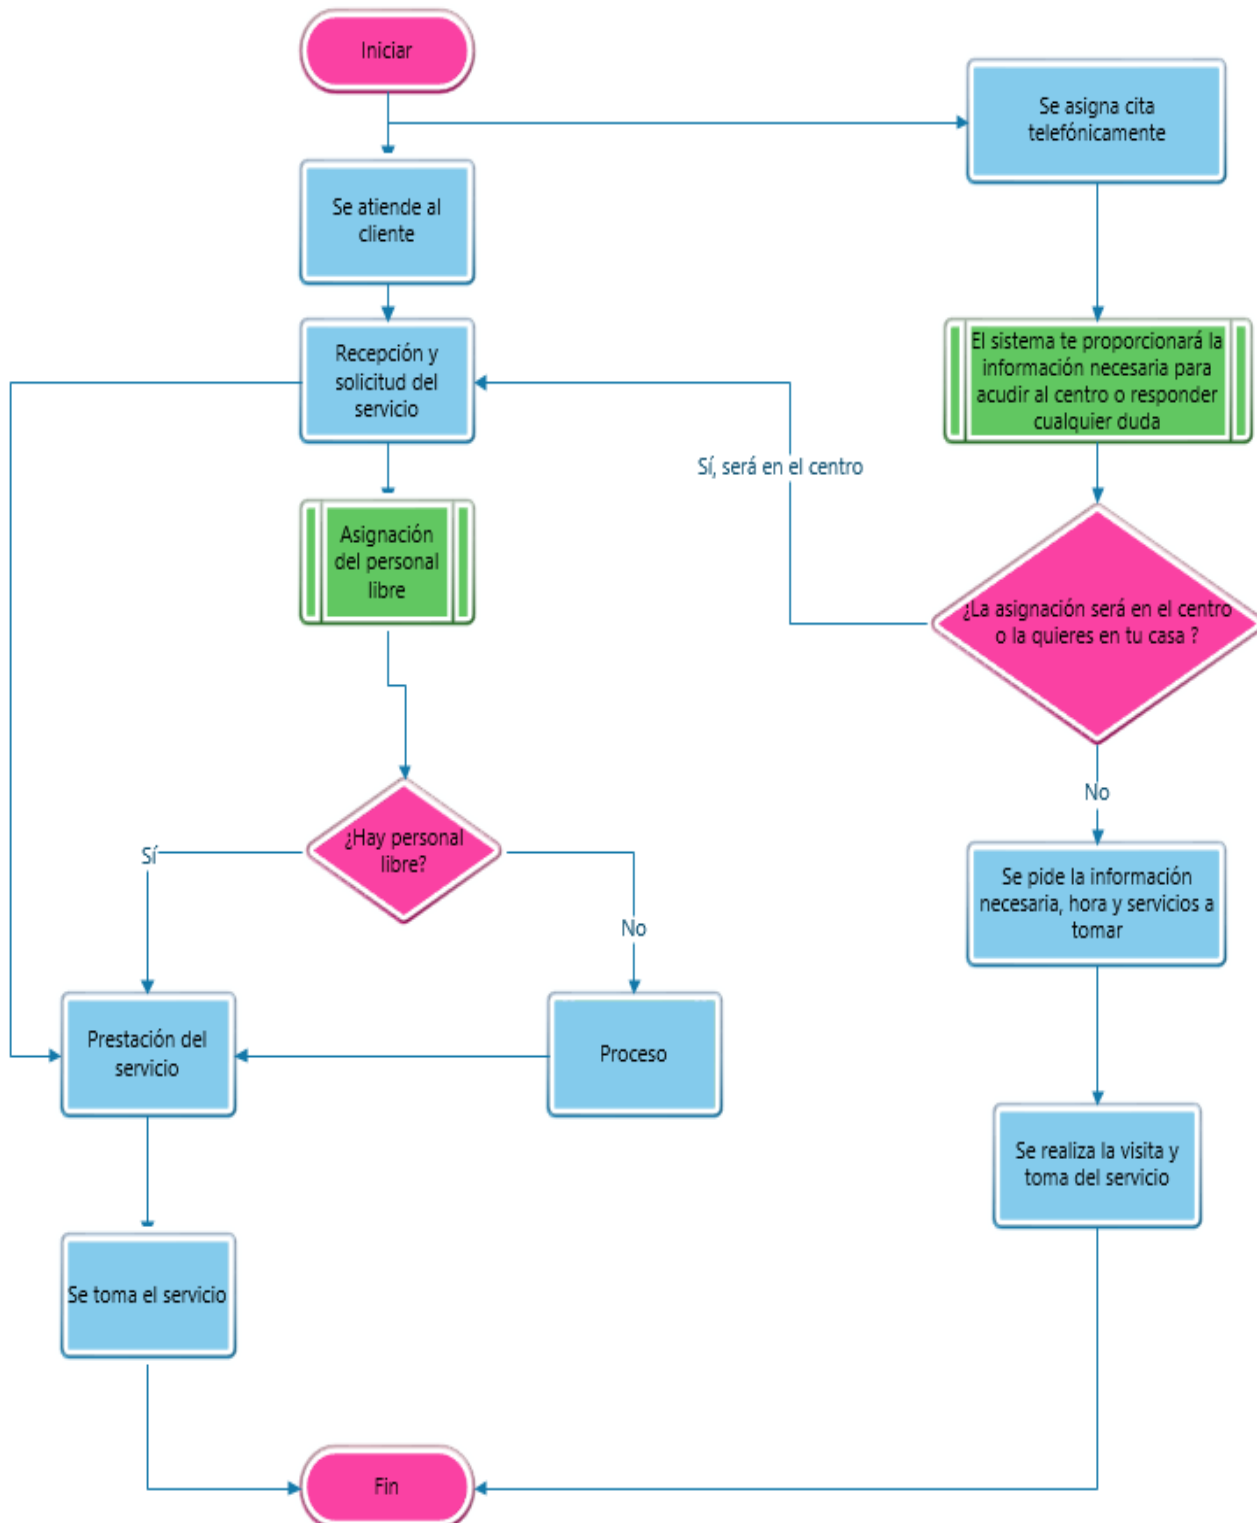 Iniciar
Se asigna cita
telefónicamente
Se atiende al
cliente
Recepción y
solicitud del
servicio
El sistema te proporcionará la
información necesaria para
acudir al centro o responder
cualquier duda
Sí, será en el centro
Asignación
del personal
libre
¿La asignación será en el centro
o la quieres en tu casa ?
No
¿Hay personal
libre?
Sí
No
Se pide la información
necesaria, hora y servicios a
tomar
Prestación del
servicio
Proceso
Se realiza la visita y
toma del servicio
Se toma el servicio
Fin